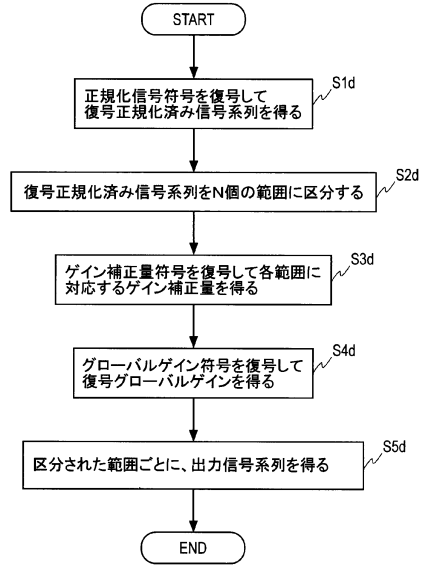 START
S1d
正規化信号符号を復号して
復号正規化済み信号系列を得る
S2d
復号正規化済み信号系列をN個の範囲に区分する
S3d
ゲイン補正量符号を復号して各範囲に
対応するゲイン補正量を得る
S4d
グローバルゲイン符号を復号して
復号グローバルゲインを得る
S5d
区分された範囲ごとに、出力信号系列を得る
END